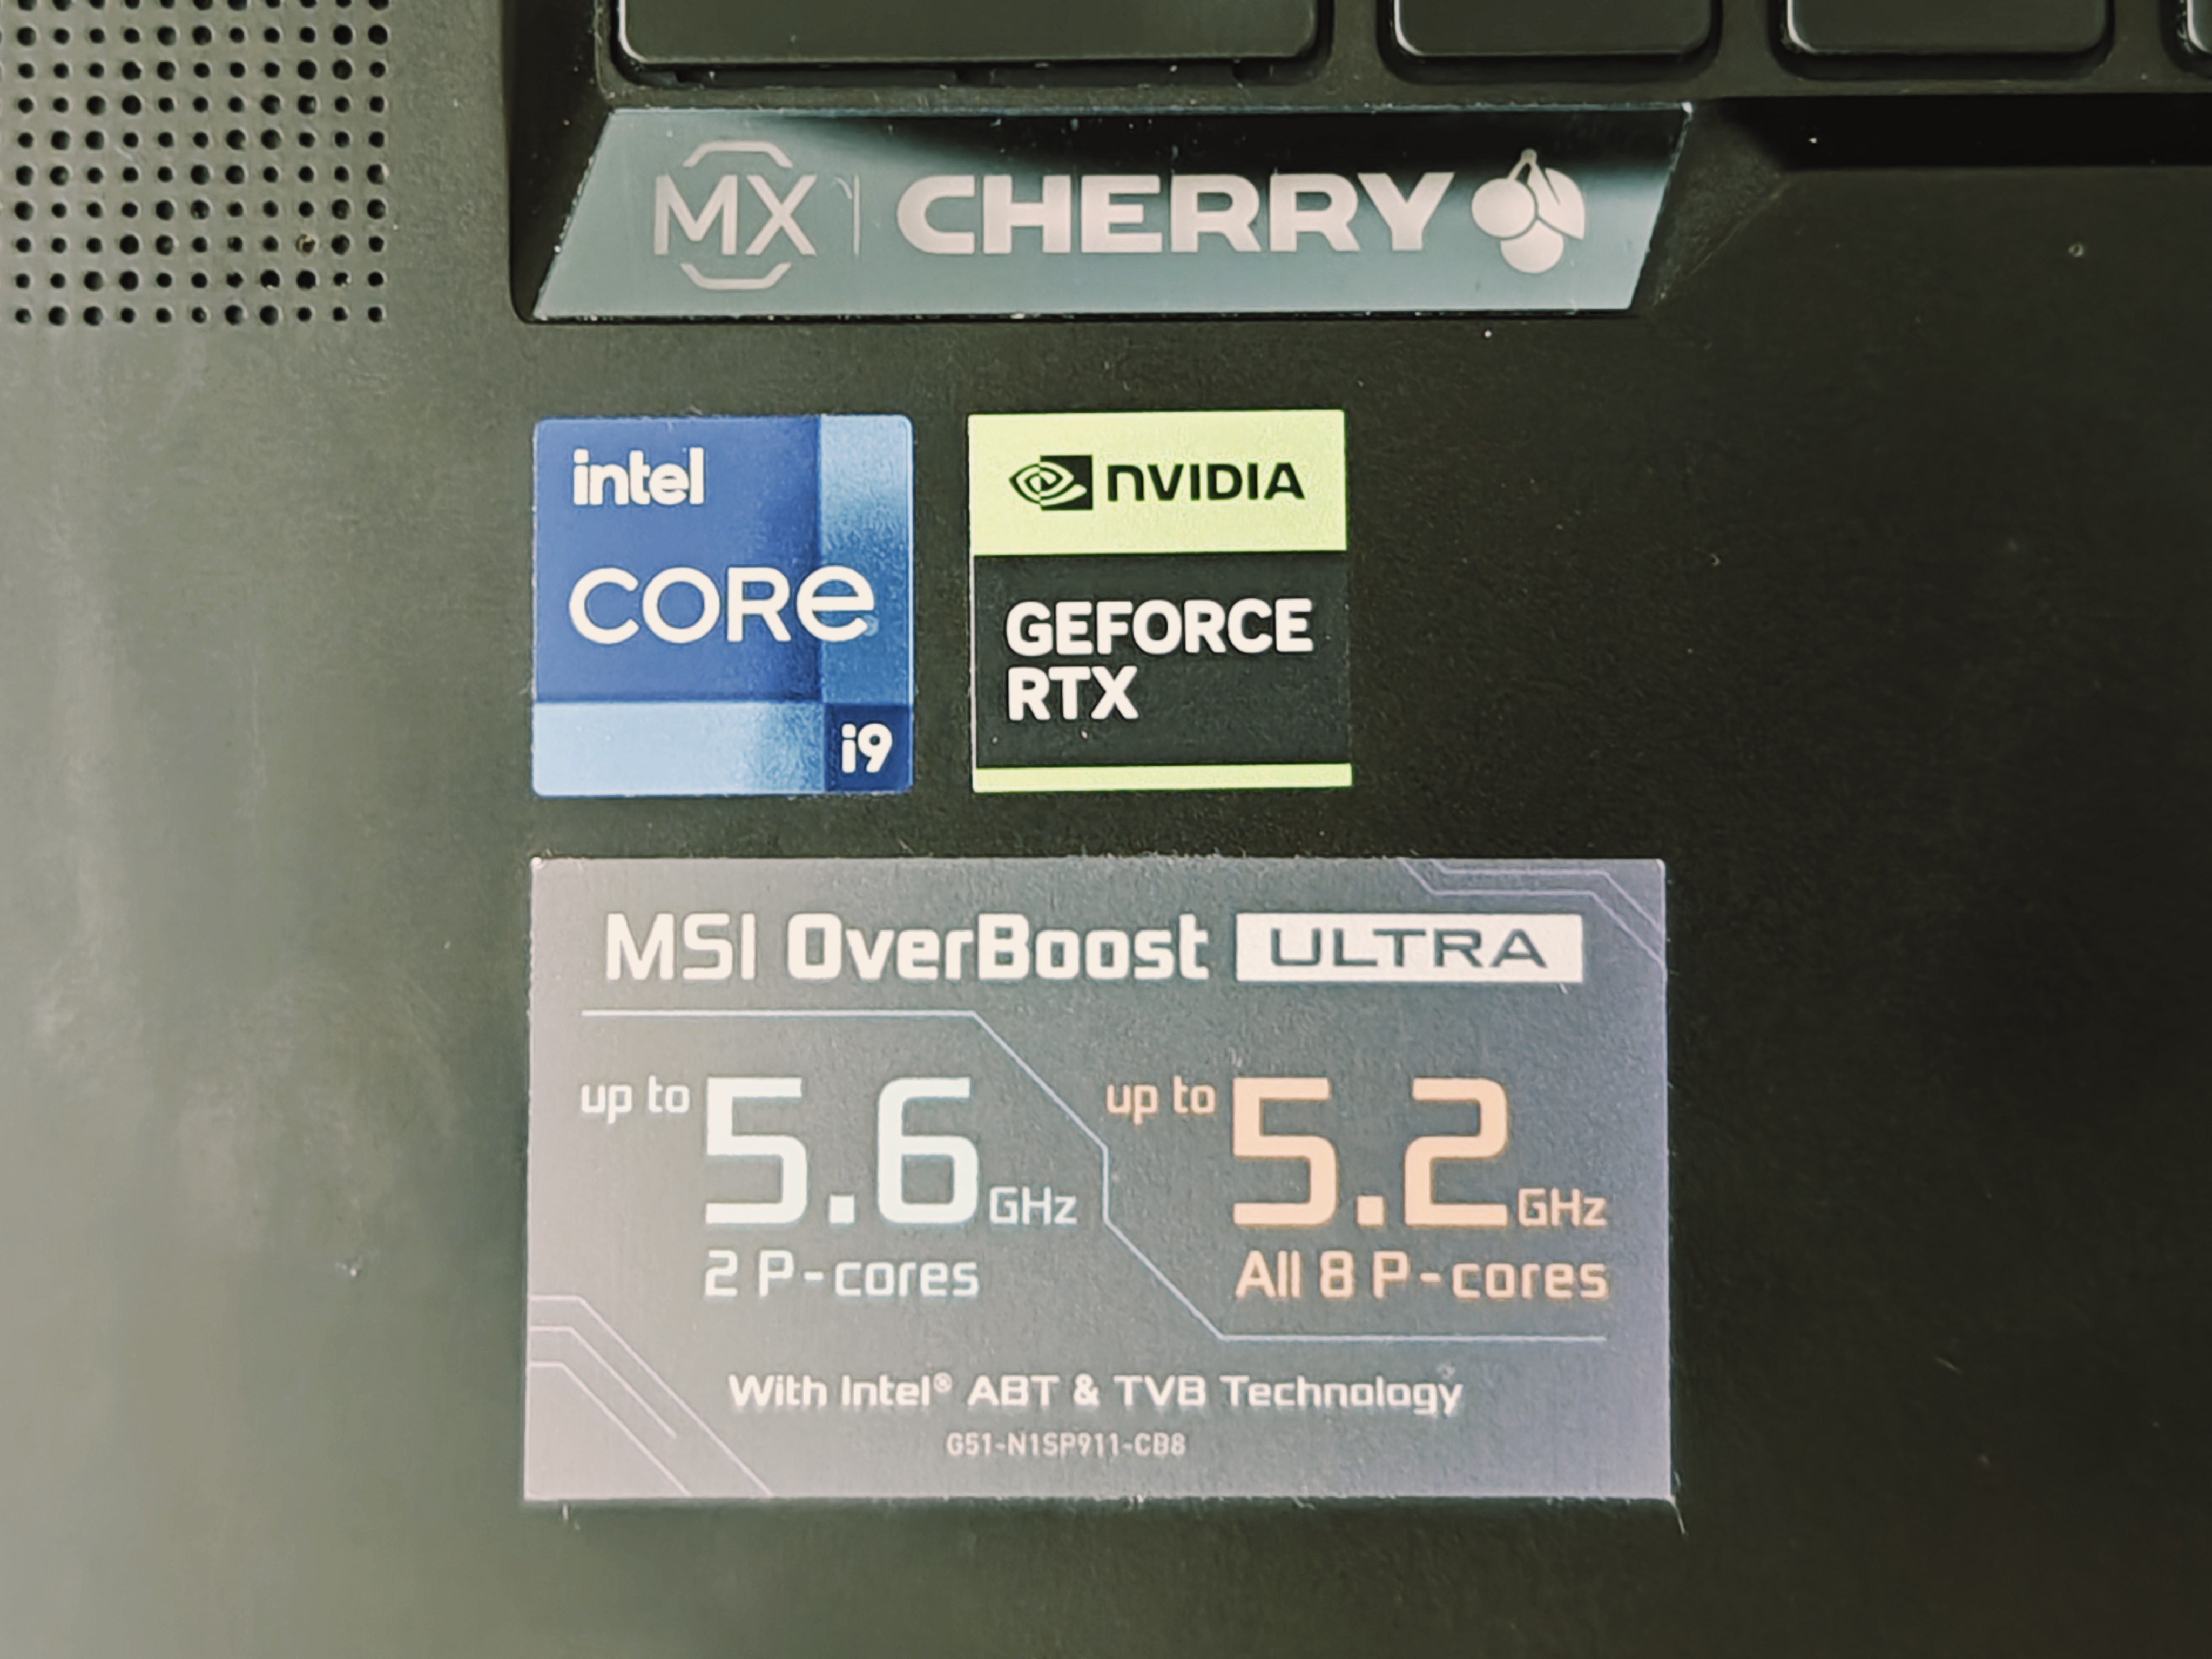 MX | CHERRY
intel
CORe
i9
NVIDIA
GEFORCE
RTX
MSI OverBoost ULTRA
up to 5.6 GHz
2 P-cores
up to 5.2 GHz
All 8 P-cores
With Intel® ABT & TVB Technology
G51-N1SP911-CB8